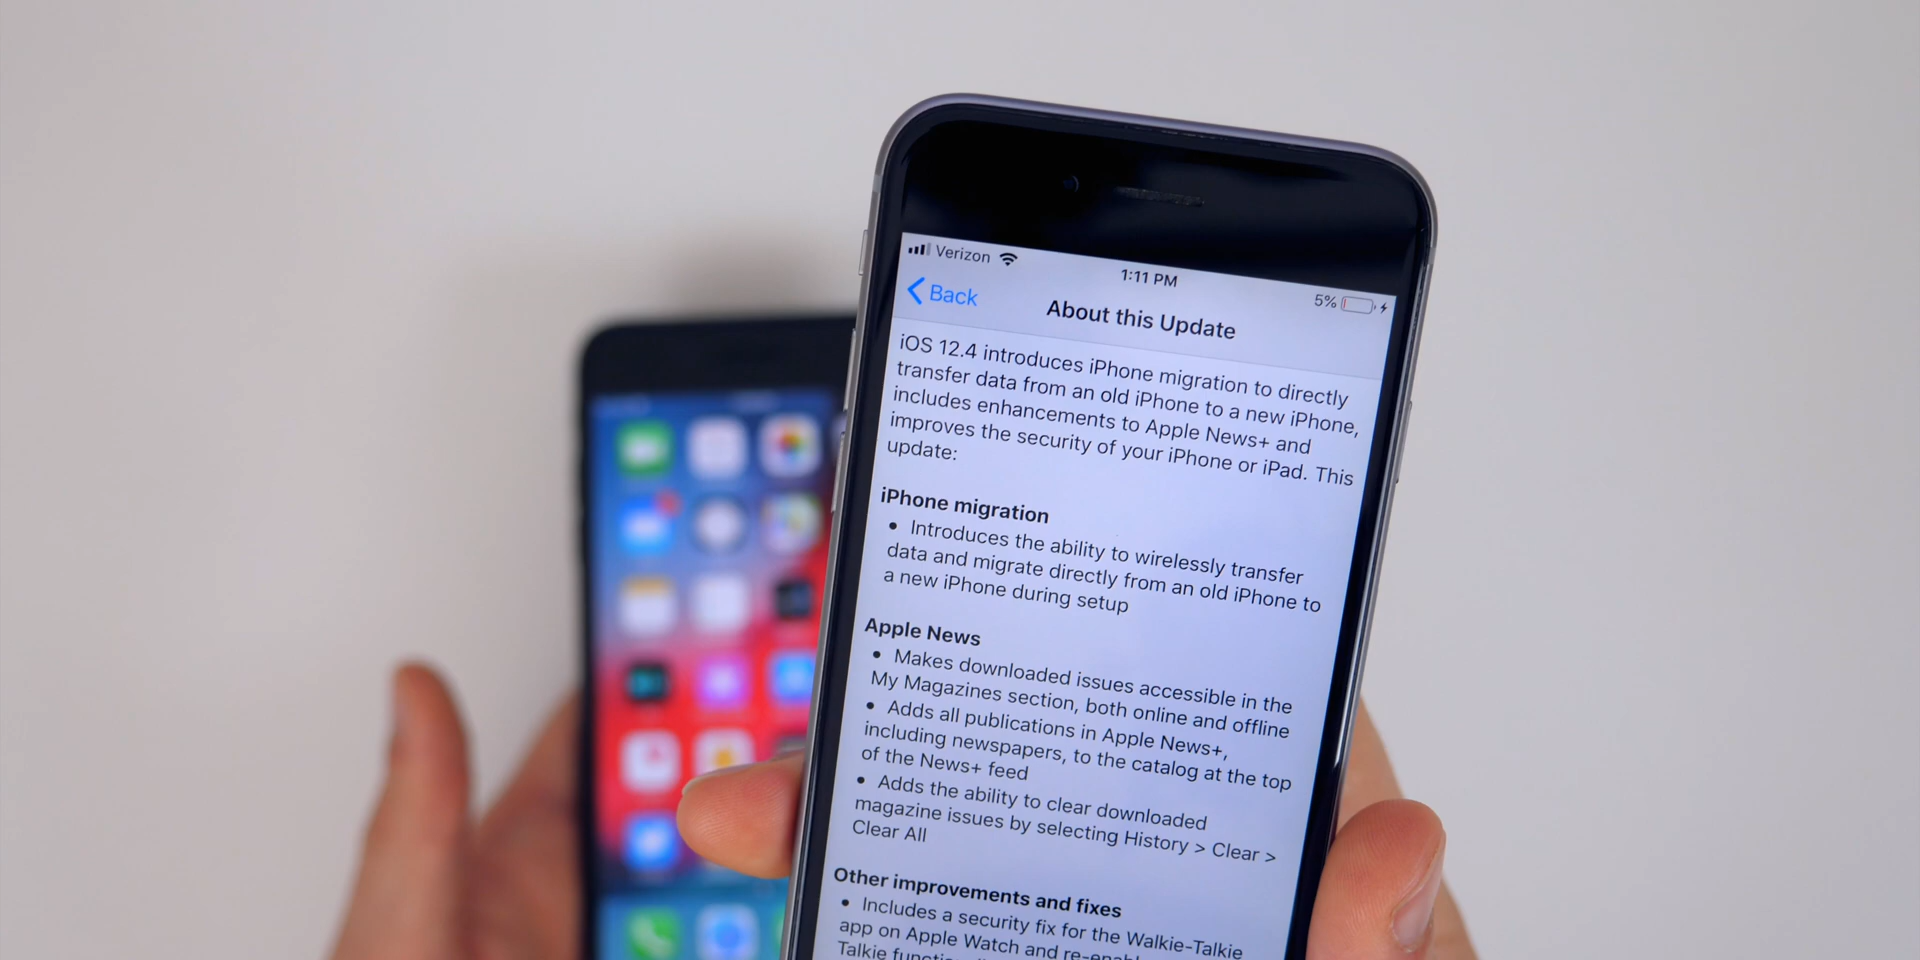 Verizon 1:11 PM 5%
Back About this Update
iOS 12.4 introduces iPhone migration to directly
transfer data from an old iPhone to a new iPhone,
includes enhancements to Apple News+ and
improves the security of your iPhone or iPad. This
update:
iPhone migration
• Introduces the ability to wirelessly transfer
data and migrate directly from an old iPhone to
a new iPhone during setup
Apple News
• Makes downloaded issues accessible in the
My Magazines section, both online and offline
• Adds all publications in Apple News+,
including newspapers, to the catalog at the top
of the News+ feed
• Adds the ability to clear downloaded
magazine issues by selecting History > Clear >
Clear All
Other improvements and fixes
• Includes a security fix for the Walkie-Talkie
app on Apple Watch and
Talkie